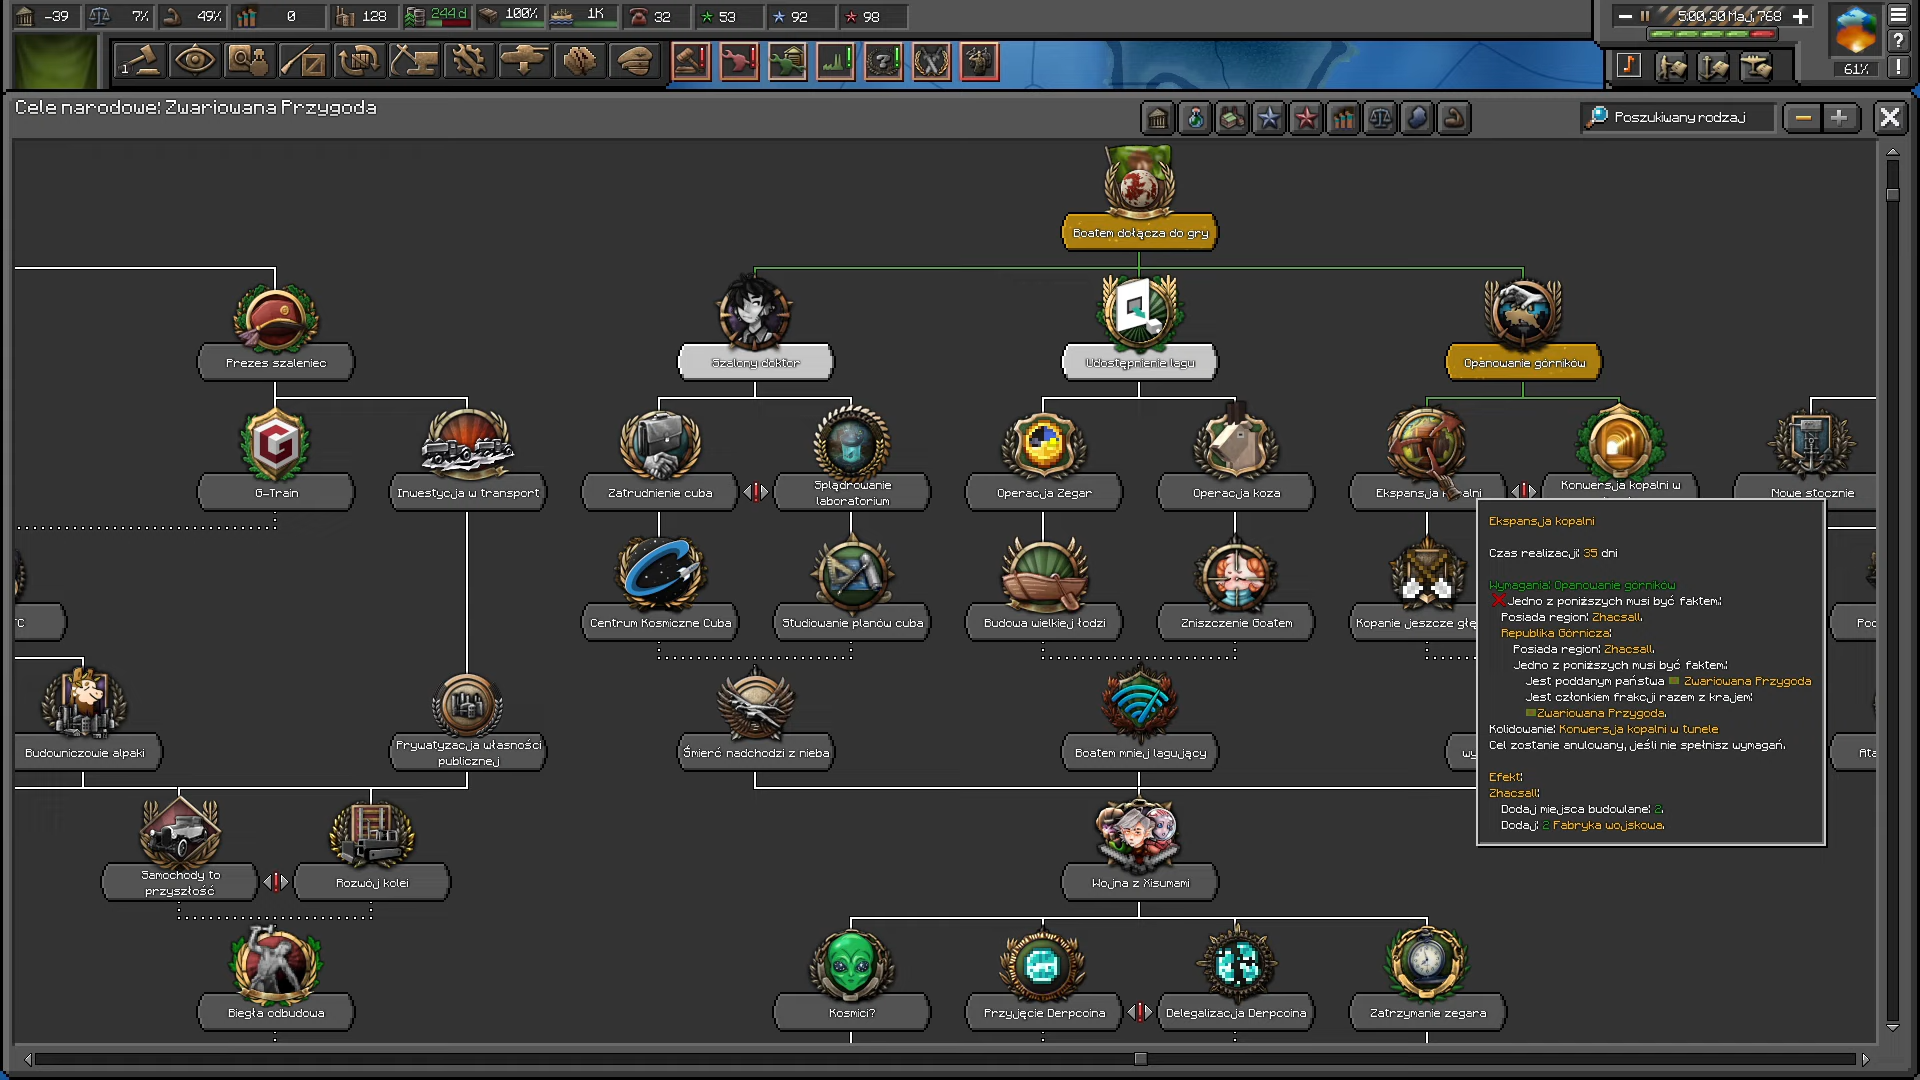 -39 7% 49% 0 128 244 d 100% 1K 32 53 92 98
5:00, 30 Maj, 768
61%
1
Cele narodowe: Zwariowana Przygoda
Poszukiwany rodzaj
Boatem dołącza do gry
Prezes szaleniec
Szalony doktor
Udostępnienie lagu
Opanowanie górników
G-Train
Inwestycja w transport
Zatrudnienie cuba
Splądrowanie
laboratorium
Operacja Zegar
Operacja koza
Ekspansja kopalni
Konwersja kopalni w
Nowe stocznie
Centrum Kosmiczne Cuba
Studiowanie planów cuba
Budowa wielkiej łodzi
Zniszczenie Goatem
Kopanie jeszcze głę
Budowniczowie alpaki
Prywatyzacja własności
publicznej
Śmierć nadchodzi z nieba
Boatem mniej lagujący
Samochody to
przyszłość
Rozwój kolei
Wojna z Xisumami
Biegła odbudowa
Kosmici?
Przyjęcie Derpcoina
Delegalizacja Derpcoina
Zatrzymanie zegara
Ekspansja kopalni
Czas realizacji: 35 dni
Wymagania: Opanowanie górników
Jedno z poniższych musi być faktem:
Posiada region: Zhacsall.
Republika Górnicza:
Posiada region: Zhacsall.
Jedno z poniższych musi być faktem:
Jest poddanym państwa Zwariowana Przygoda
Jest członkiem frakcji razem z krajem:
Zwariowana Przygoda.
Kolidowanie: Konwersja kopalni w tunele
Cel zostanie anulowany, jeśli nie spełnisz wymagań.
Efekt:
Zhacsall:
Dodaj miejsca budowlane: 2.
Dodaj: 2 Fabryka wojskowa.